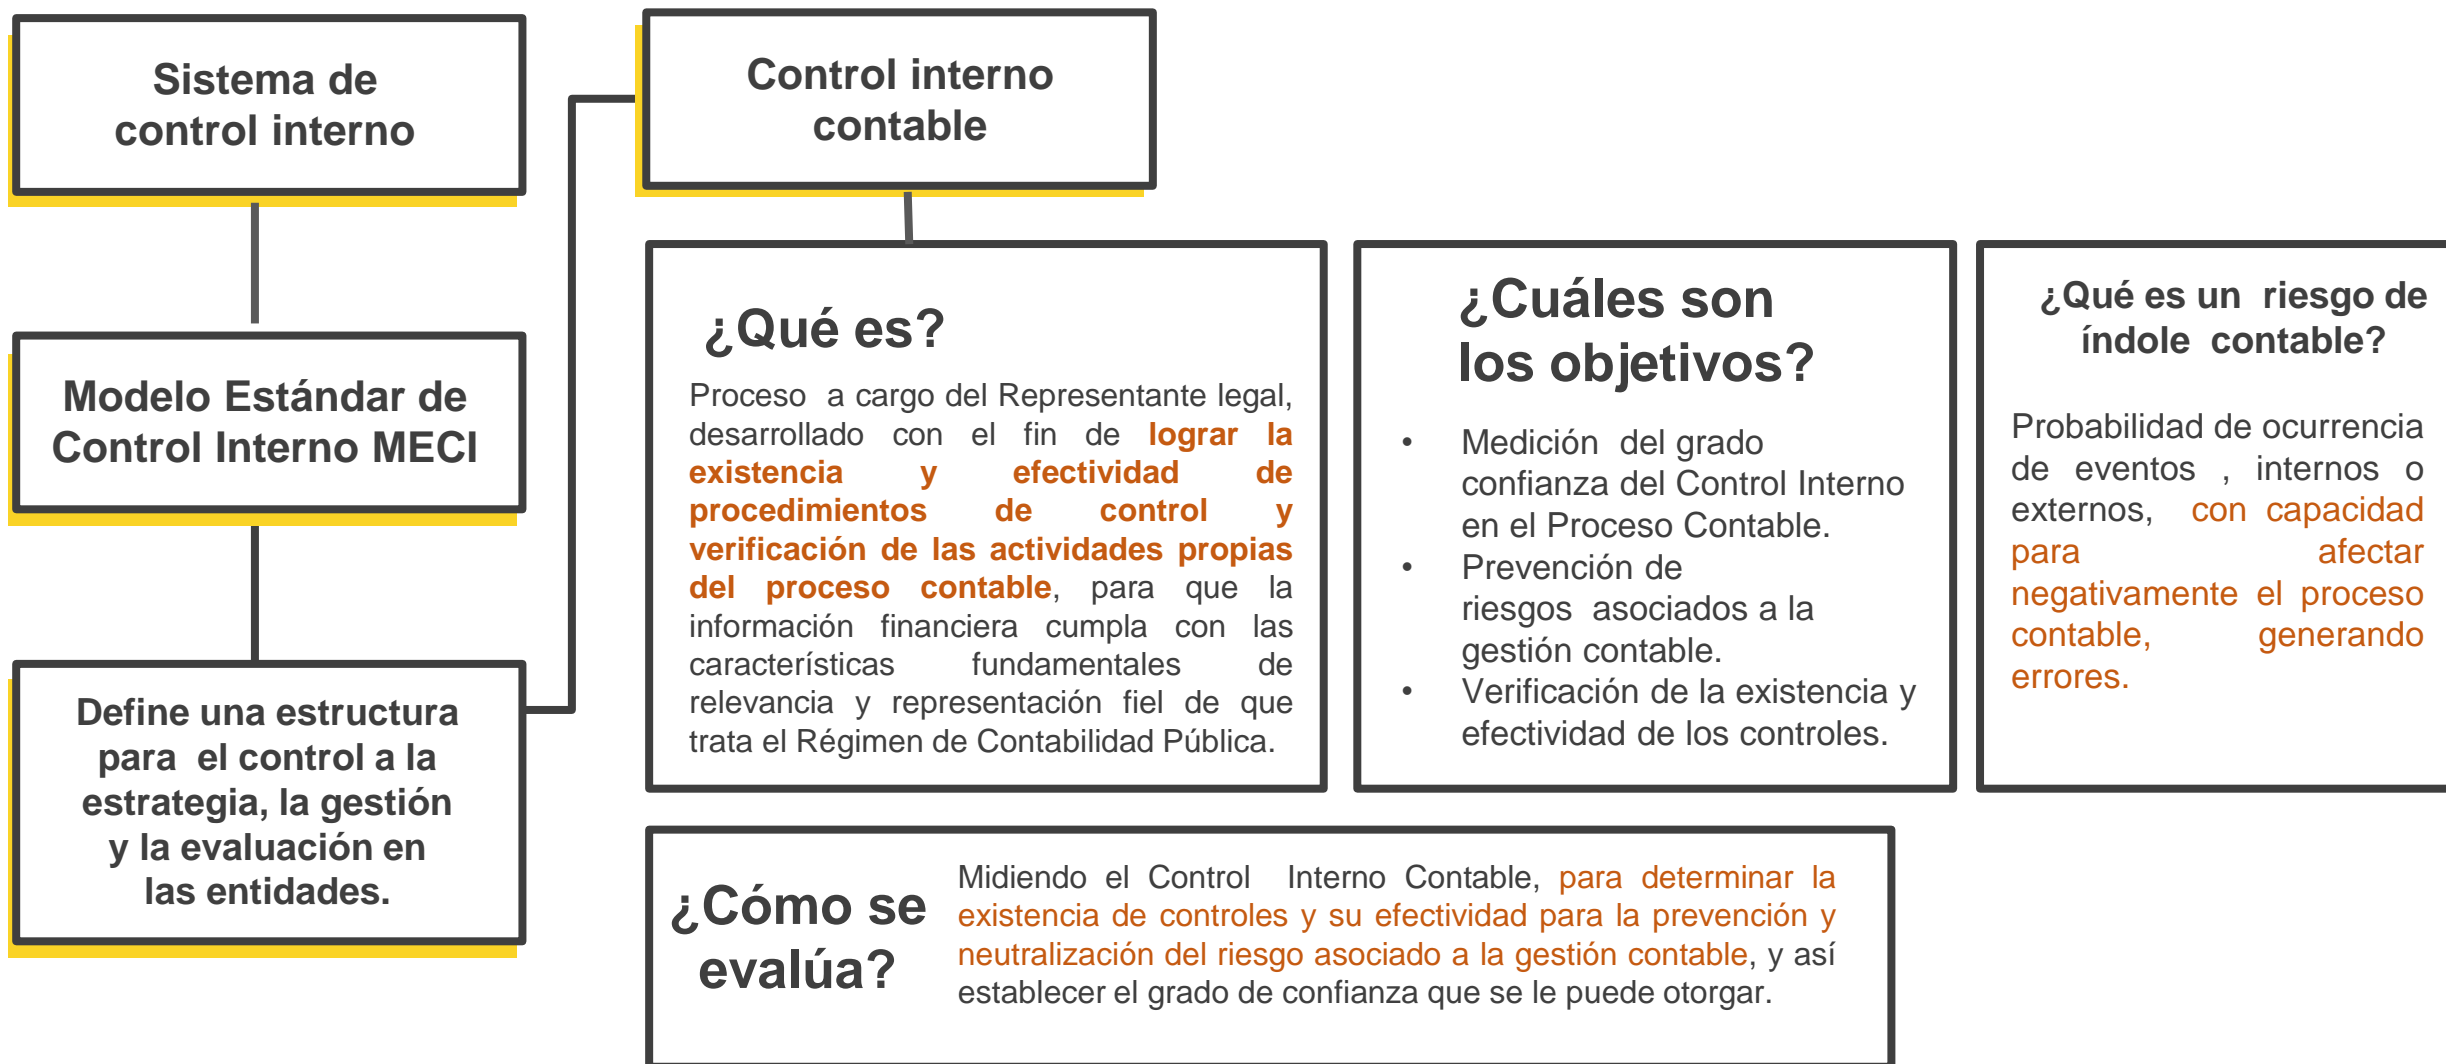 Sistema de
control interno
Modelo Estándar de
Control Interno MECI
Define una estructura
para el control a la
estrategia, la gestión
y la evaluación en
las entidades.
Control interno
contable
¿Qué es?
Proceso a cargo del Representante legal,
desarrollado con el fin de lograr la
existencia y efectividad de
procedimientos de control y
verificación de las actividades propias
del proceso contable, para que la
información financiera cumpla con las
características fundamentales de
relevancia y representación fiel de que
trata el Régimen de Contabilidad Pública.
¿Cuáles son
los objetivos?
• Medición del grado
confianza del Control Interno
en el Proceso Contable.
• Prevención de
riesgos asociados a la
gestión contable.
• Verificación de la existencia y
efectividad de los controles.
¿Qué es un riesgo de
índole contable?
Probabilidad de ocurrencia
de eventos , internos o
externos, con capacidad
para afectar
negativamente el proceso
contable, generando
errores.
¿Cómo se
evalúa?
Midiendo el Control Interno Contable, para determinar la
existencia de controles y su efectividad para la prevención y
neutralización del riesgo asociado a la gestión contable, y así
establecer el grado de confianza que se le puede otorgar.